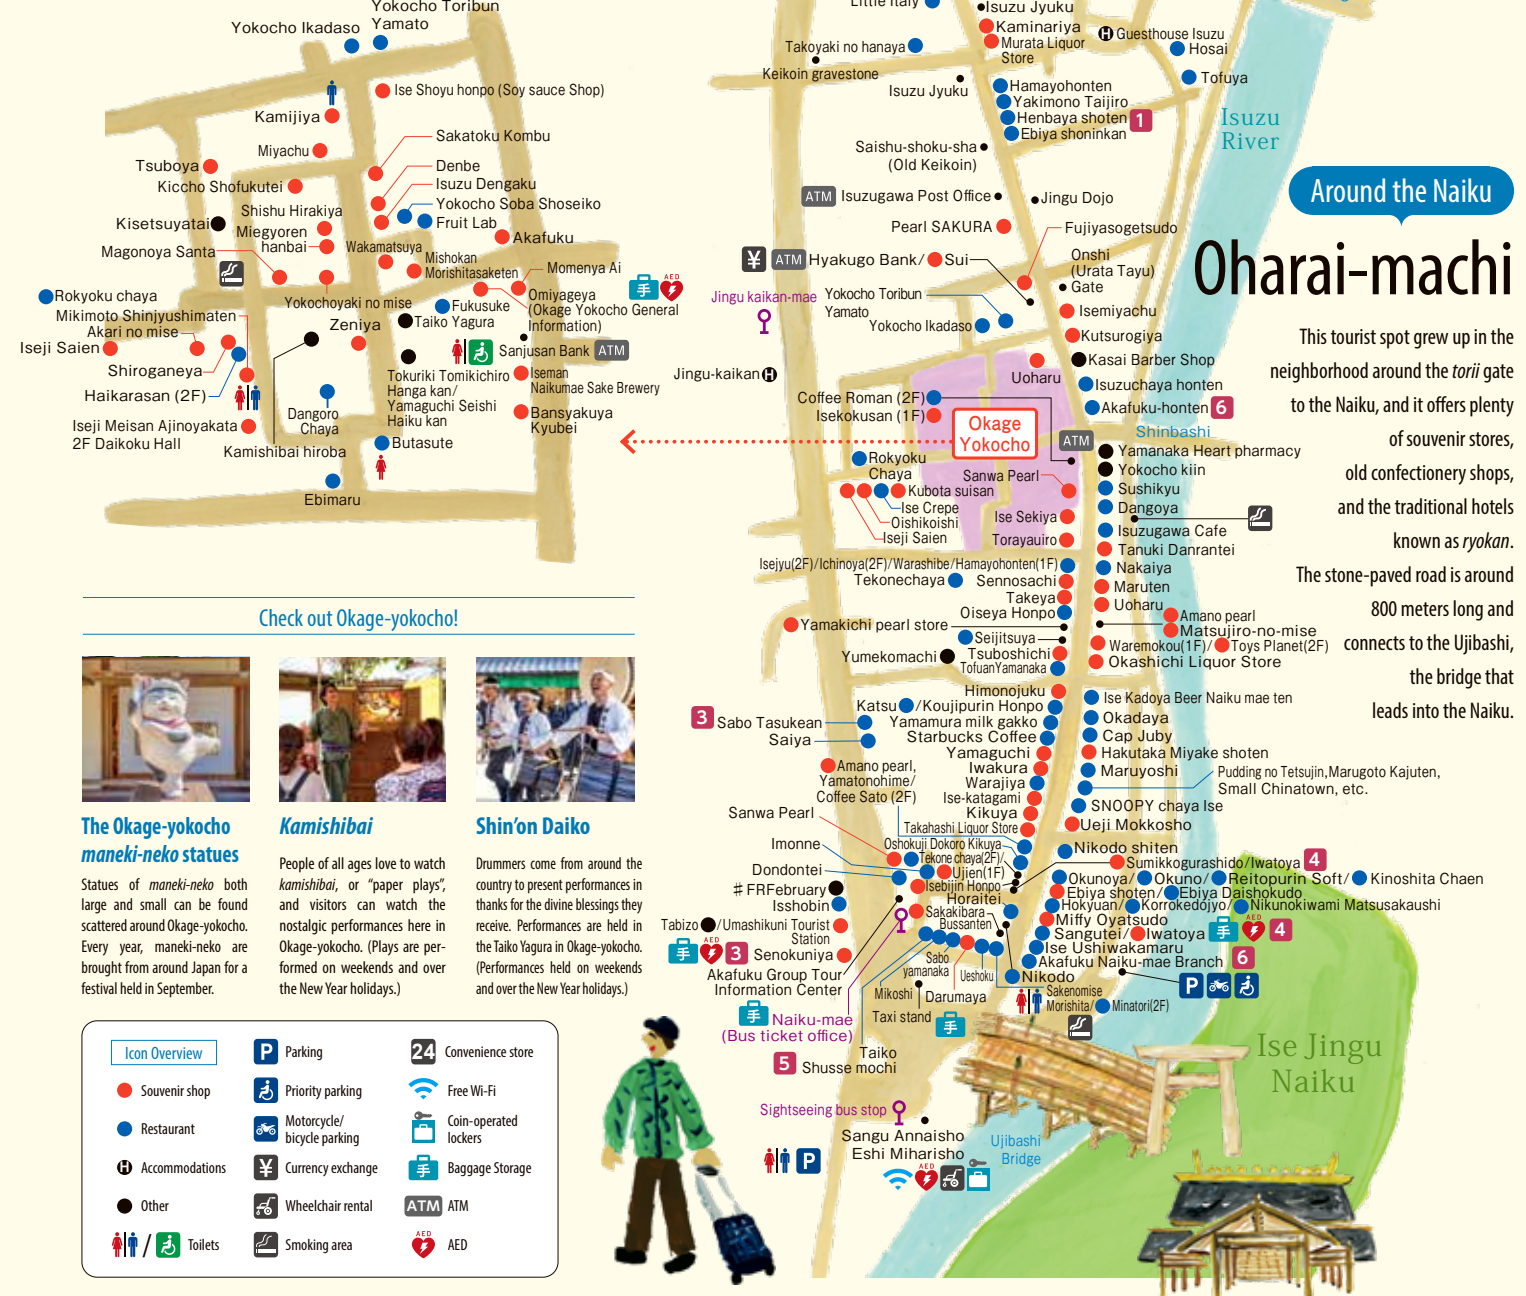 Yokocho Toribun
Yamato
Yokocho Ikadaso
Ise Shoyu honpo (Soy sauce Shop)
Kamijiya
Sakatoku Kombu
Miyachu
Tsuboya
Denbe
Kiccho Shofukutei
Isuzu Dengaku
Yokocho Soba Shoseiko
Shishu Hirakiya
Fruit Lab
Kisetsuyatai
Miegyoren
hanbai
Akafuku
Magonoya Santa
Wakamatsuya
Mishokan
Morishitasaketen
Momenya Ai
AED
Rokyoku chaya
Yokochoyaki no mise
Fukusuke
Omiyageya
(Okage Yokocho General
Information)
Mikimoto Shinjyushimaten
Akari no mise
Zeniya
Taiko Yagura
Iseji Saien
Sanjusan Bank
ATM
Shiroganeya
Tokuriki Tomikichiro
Hanga kan/
Yamaguchi Seishi
Haiku kan
Iseman
Naikumae Sake Brewery
Haikarasan (2F)
Dangoro
Chaya
Bansyakuya
Kyubei
Iseji Meisan Ajinoyakata
2F Daikoku Hall
Kamishibai hiroba
Butasute
Ebimaru
Little Italy
Isuzu Jyuku
Kaminariya
Murata Liquor
Store
H
Guesthouse Isuzu
Hosai
Takoyaki no hanaya
Keikoin gravestone
Isuzu Jyuku
Tofuya
Hamayohonten
Yakimono Taijiro
Henbaya shoten
1
Ebiya shoninkan
Isuzu
River
Saishu-shoku-sha
(Old Keikoin)
ATM
Isuzugawa Post Office
Jingu Dojo
Pearl SAKURA
Fujiyasogetsudo
¥
ATM
Hyakugo Bank/
Sui
Onshi
(Urata Tayu)
Gate
Jingu kaikan-mae
Yokocho Toribun
Yamato
Yokocho Ikadaso
Isemiyachu
Kutsurogiya
Kasai Barber Shop
Jingu-kaikan
H
Uoharu
Isuzuchaya honten
Coffee Roman (2F)
Isekokusan (1F)
Akafuku-honten
6
Okage
Yokocho
ATM
Shinbashi
Yamanaka Heart pharmacy
Yokocho kiin
Rokyoku
Chaya
Sanwa Pearl
Sushikyu
Kubota suisan
Ise Crepe
Oishikoishi
Iseji Saien
Dangoya
Ise Sekiya
Isuzugawa Cafe
Torayauiro
Tanuki Danrantei
Isejyu(2F)/Ichinoya(2F)/Warashibe/Hamayohonten(1F)
Nakaiya
Tekonechaya
Sennosachi
Maruten
Takeya
Uoharu
Oiseya Honpo
Amano pearl
Yamakichi pearl store
Matsujiro-no-mise
Seijitsuya
Waremokou(1F)/
Toys Planet(2F)
Yumekomachi
Tsuboshichi
Okashichi Liquor Store
TofuanYamanaka
Himonojuku
Ise Kadoya Beer Naiku mae ten
Katsu
/Koujipurin Honpo
3
Sabo Tasukean
Yamamura milk gakko
Okadaya
Saiya
Starbucks Coffee
Cap Juby
Yamaguchi
Hakutaka Miyake shoten
Amano pearl,
Yamatonohime/
Coffee Sato (2F)
Iwakura
Maruyoshi
Pudding no Tetsujin,Marugoto Kajuten,
Small Chinatown, etc.
Warajiya
Ise-katagami
SNOOPY chaya Ise
Sanwa Pearl
Kikuya
Ueji Mokkosho
Takahashi Liquor Store
Imonne
Oshokuji Dokoro Kikuya
Nikodo shiten
Tekone chaya(2F)/
Ujien(1F)
Sumikkogurashido/Iwatoya
4
Dondontei
Isebijin Honpo
Okunoya/
Okuno/
Reitopurin Soft/
Kinoshita Chaen
♯FRFebruary
Horaitei
Ebiya shoten/
Ebiya Daishokudo
Isshobin
Hokyuan/
Korrokedojyo/
Nikunokiwami Matsusakaushi
Sakakibara
Miffy Oyatsudo
Tabizo
/Umashikuni Tourist
Station
Bussanten
Sangutei/
Iwatoya
AED
4
AED
3
Senokuniya
Ise Ushiwakamaru
Akafuku Naiku-mae Branch
6
Sabo
yamanaka
Ueshoku
Akafuku Group Tour
Information Center
Nikodo
P
Mikoshi
Darumaya
Sakenomise
Morishita/
Minatori(2F)
Taxi stand
Naiku-mae
(Bus ticket office)
Taiko
5
Shusse mochi
Sightseeing bus stop
Sangu Annaisho
Eshi Miharisho
P
AED
Ujibashi
Bridge
Ise Jingu
Naiku
Around the Naiku
Oharai-machi
This tourist spot grew up in the
neighborhood around the torii gate
to the Naiku, and it offers plenty
of souvenir stores,
old confectionery shops,
and the traditional hotels
known as ryokan.
The stone-paved road is around
800 meters long and
connects to the Ujibashi,
the bridge that
leads into the Naiku.
Check out Okage-yokocho!
The Okage-yokocho
maneki-neko statues
Statues of maneki-neko both
large and small can be found
scattered around Okage-yokocho.
Every year, maneki-neko are
brought from around Japan for a
festival held in September.
Kamishibai
People of all ages love to watch
kamishibai, or “paper plays”,
and visitors can watch the
nostalgic performances here in
Okage-yokocho. (Plays are per-
formed on weekends and over
the New Year holidays.)
Shin’on Daiko
Drummers come from around the
country to present performances in
thanks for the divine blessings they
receive. Performances are held in
the Taiko Yagura in Okage-yokocho.
(Performances held on weekends
and over the New Year holidays.)
Icon Overview
Souvenir shop
Restaurant
H
Accommodations
Other
/
Toilets
P
Parking
Priority parking
Motorcycle/
bicycle parking
¥
Currency exchange
Wheelchair rental
Smoking area
24
Convenience store
Free Wi-Fi
Coin-operated
lockers
Baggage Storage
ATM
ATM
AED
AED